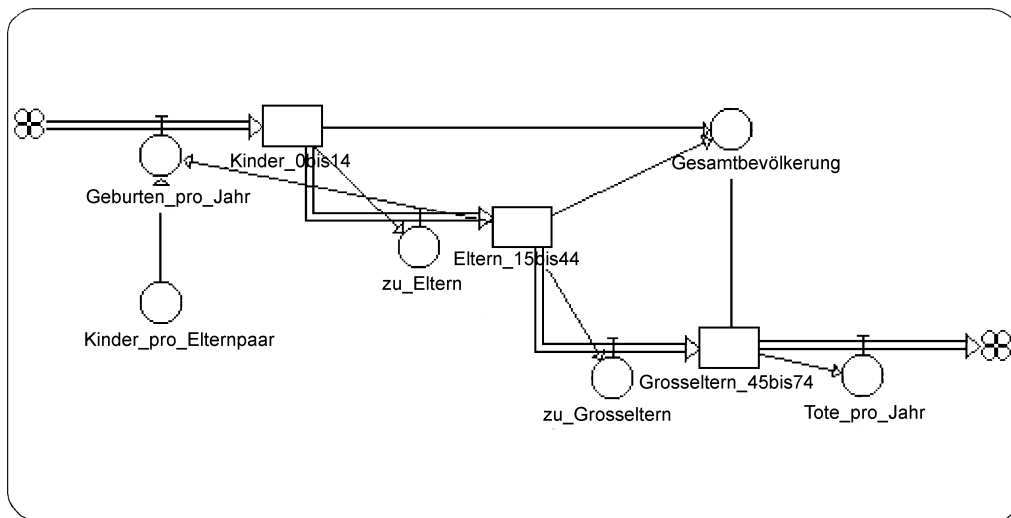 Kinder_0bis14
Gesamtbevölkerung
Geburten_pro_Jahr
Eltern_15bis44
zu_Eltern
Kinder_pro_Elternpaar
Grosseltern_45bis74
zu_Grosseltern
Tote_pro_Jahr